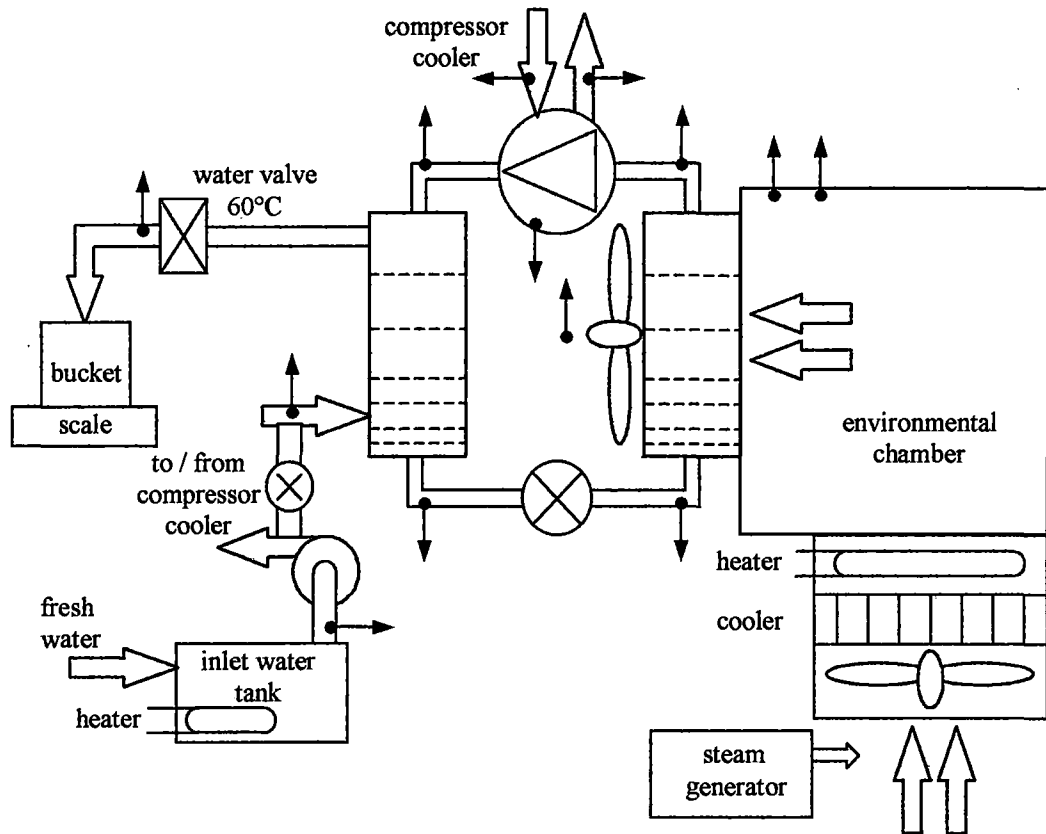 compressor
cooler
water valve
60°C
bucket
scale
to / from
compressor
cooler
environmental
chamber
heater
cooler
fresh
water
inlet water
tank
heater
steam
generator